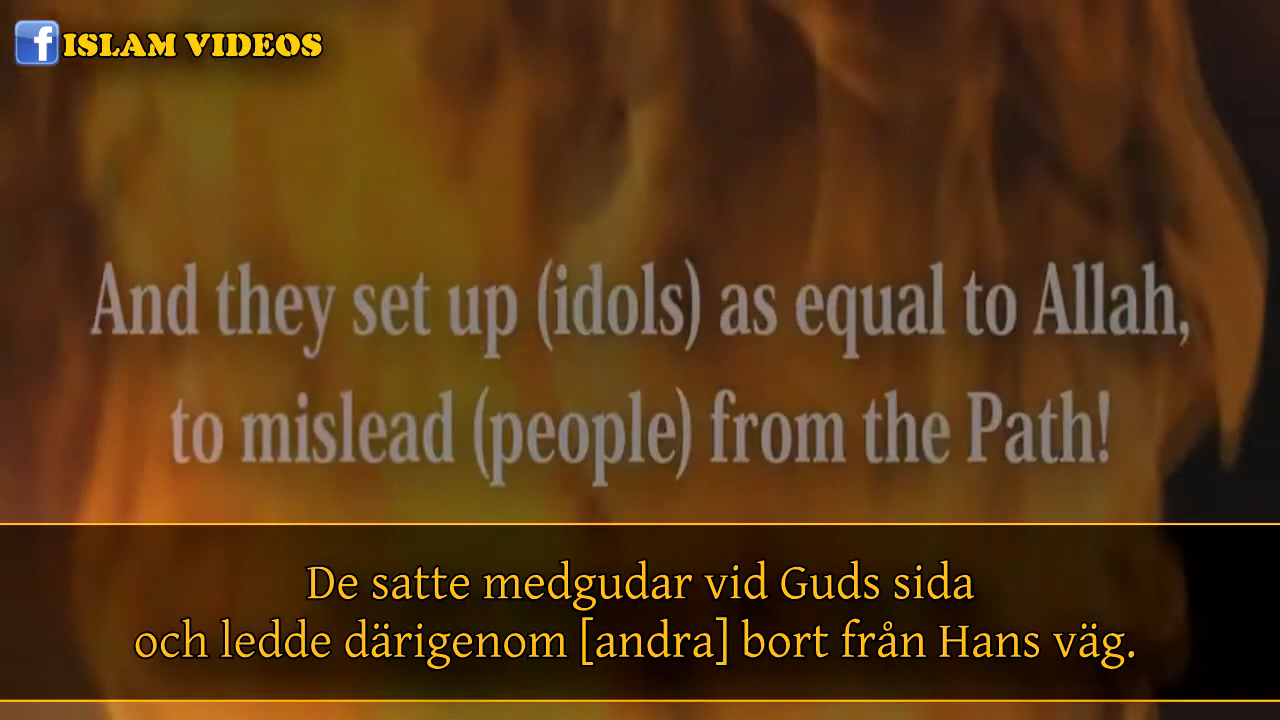 f ISLAM VIDEOS
And they set up (idols) as equal to Allah,
to mislead (people) from the Path!
De satte medgudar vid Guds sida
och ledde därigenom [andra] bort från Hans väg.